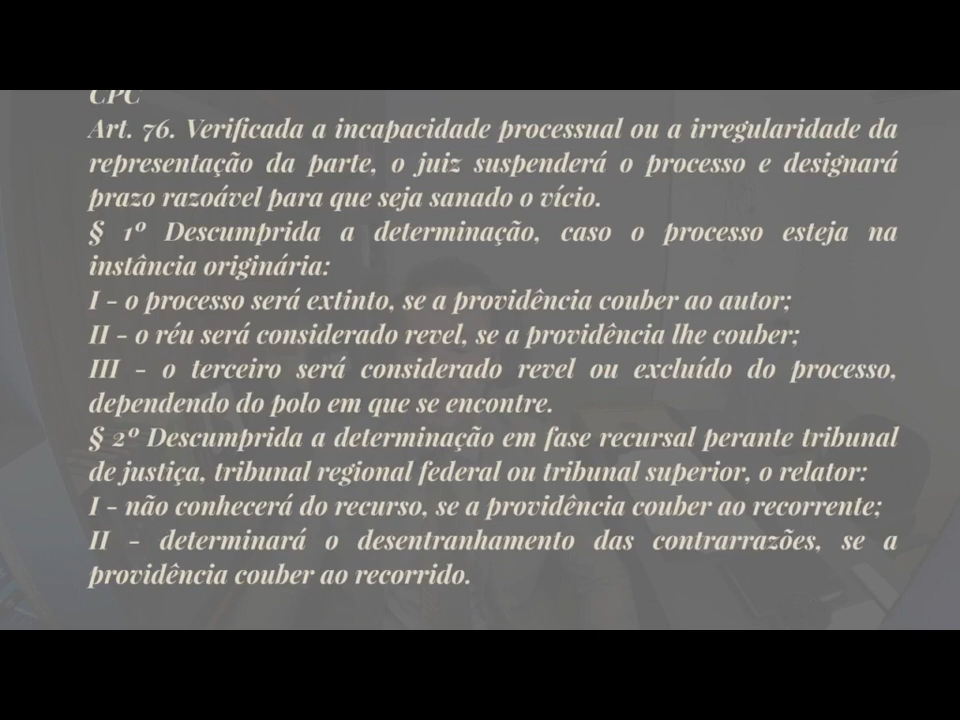 CPC
Art. 76. Verificada a incapacidade processual ou a irregularidade da
representação da parte, o juiz suspenderá o processo e designará
prazo razoável para que seja sanado o vício.
§ 1º Descumprida a determinação, caso o processo esteja na
instância originária:
I - o processo será extinto, se a providência couber ao autor;
II - o réu será considerado revel, se a providência lhe couber;
III - o terceiro será considerado revel ou excluído do processo,
dependendo do polo em que se encontre.
§ 2º Descumprida a determinação em fase recursal perante tribunal
de justiça, tribunal regional federal ou tribunal superior, o relator:
I - não conhecerá do recurso, se a providência couber ao recorrente;
II - determinará o desentranhamento das contrarrazões, se a
providência couber ao recorrido.